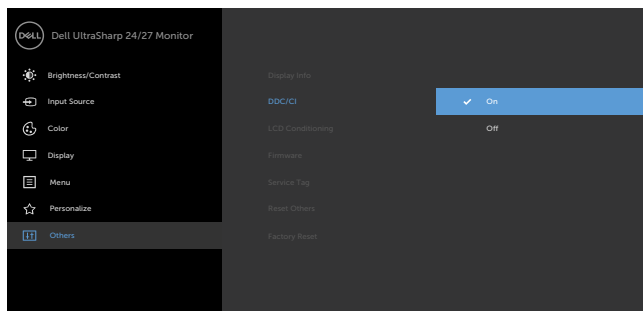 DELL Dell UltraSharp 24/27 Monitor
Brightness/Contrast
Display Info
Input Source
DDC/CI
On
Color
LCD Conditioning
Off
Display
Firmware
Menu
Service Tag
Personalize
Reset Others
Others
Factory Reset